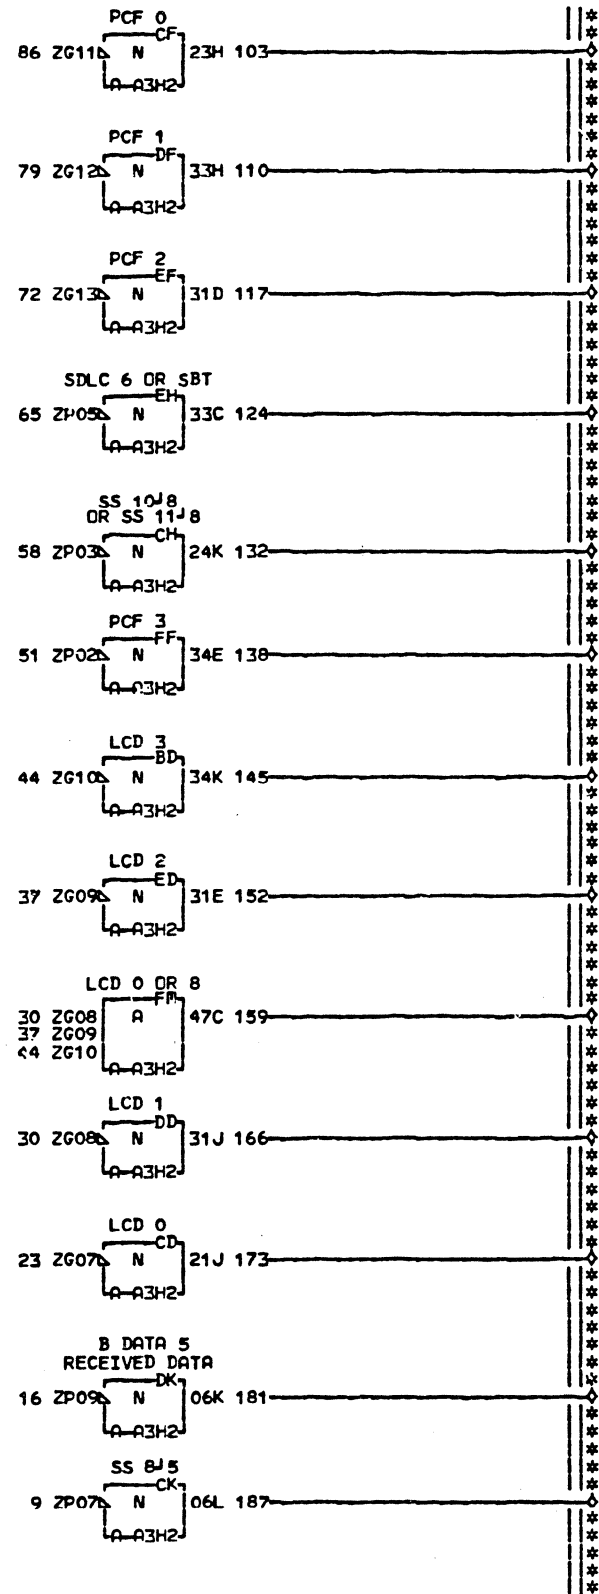 PCF 0
CF
86 ZG11 N 23H 103
A-A3H2
PCF 1
DF
79 ZG12 N 33H 110
A-A3H2
PCF 2
EF
72 ZG13 N 31D 117
A-A3H2
SDLC 6 OR SBT
EH
65 ZP05 N 33C 124
A-A3H2
SS 10J8
OR SS 11J8
CH
58 ZP03 N 24K 132
A-A3H2
PCF 3
FF
51 ZP02 N 34E 138
A-A3H2
LCD 3
BD
44 ZG10 N 34K 145
A-A3H2
LCD 2
ED
37 ZG09 N 31E 152
A-A3H2
LCD 0 OR 8
FM
30 ZG08 A 47C 159
37 ZG09
44 ZG10
A-A3H2
LCD 1
DD
30 ZG08 N 31J 166
A-A3H2
LCD 0
CD
23 ZG07 N 21J 173
A-A3H2
B DATA 5
RECEIVED DATA
DK
16 ZP09 N 06K 181
A-A3H2
SS 8J5
CK
9 ZP07 N 06L 187
A-A3H2